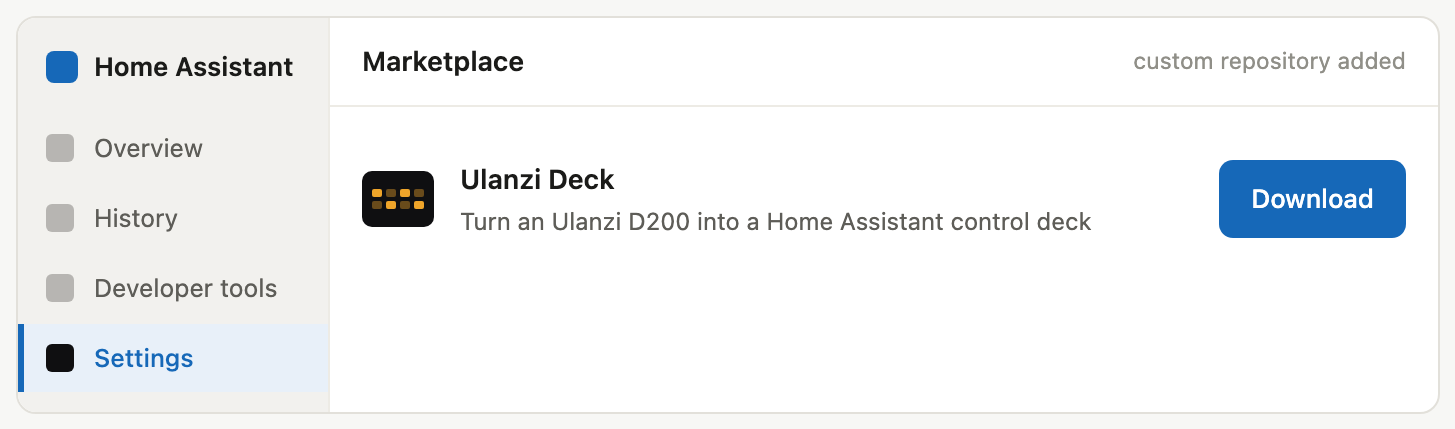 Home Assistant
Overview
History
Developer tools
Settings
Marketplace
custom repository added
Ulanzi Deck
Turn an Ulanzi D200 into a Home Assistant control deck
Download